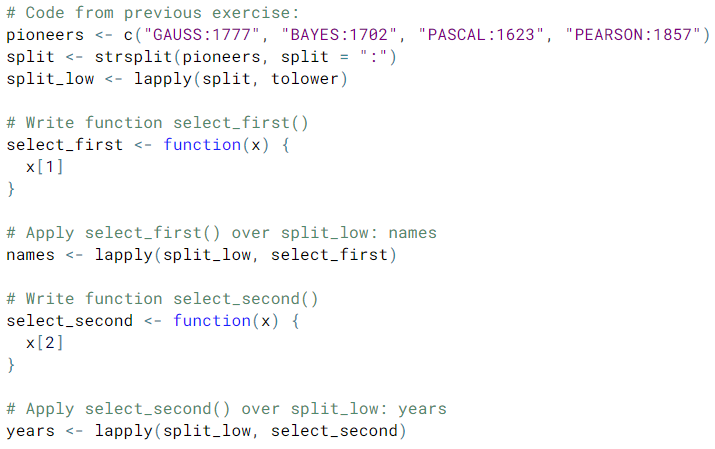 # Code from previous exercise:
pioneers <- c("GAUSS:1777", "BAYES:1702", "PASCAL:1623", "PEARSON:1857")
split <- strsplit(pioneers, split = ":")
split_low <- lapply(split, tolower)

# Write function select_first()
select_first <- function(x) {
  x[1]
}

# Apply select_first() over split_low: names
names <- lapply(split_low, select_first)

# Write function select_second()
select_second <- function(x) {
  x[2]
}

# Apply select_second() over split_low: years
years <- lapply(split_low, select_second)